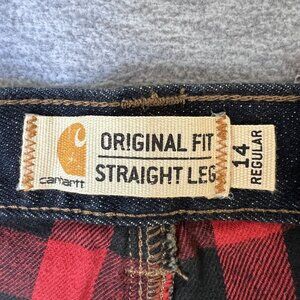 ORIGINAL FIT
STRAIGHT LEG
carhartt
14
REGULAR